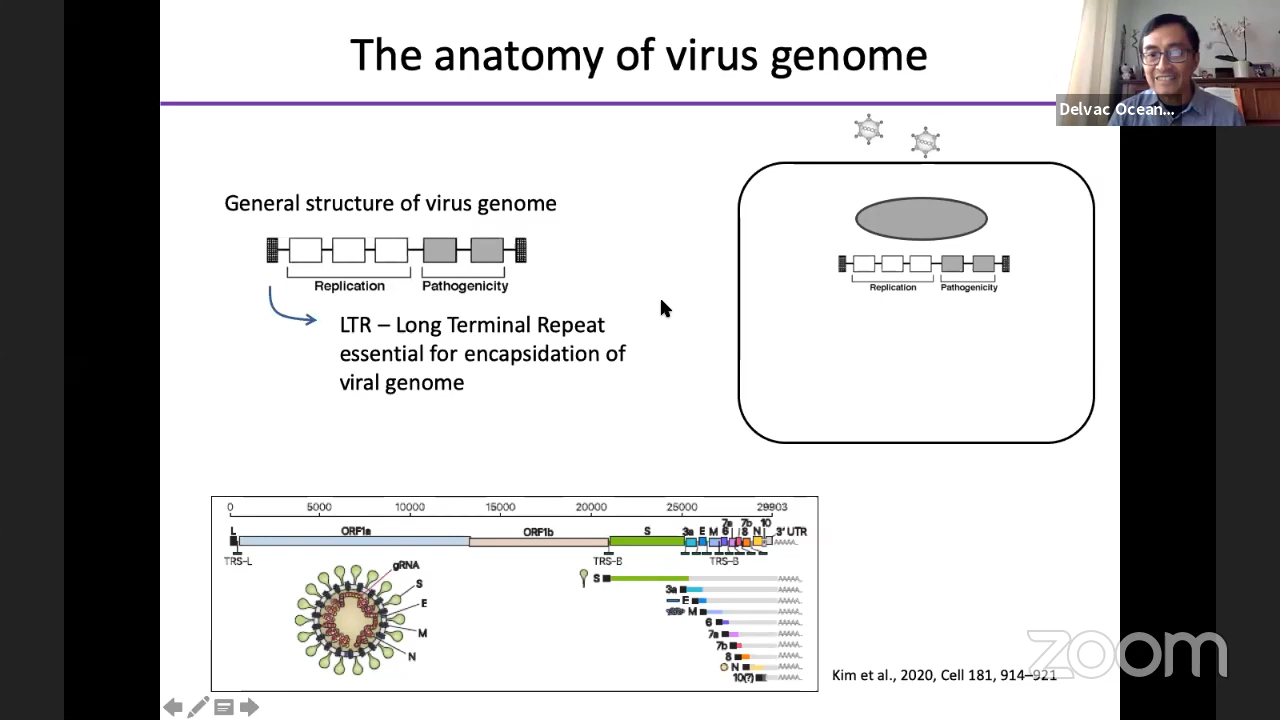 The anatomy of virus genome
Delvac Ocean...
General structure of virus genome
Replication
Pathogenicity
LTR – Long Terminal Repeat
essential for encapsidation of
viral genome
Replication
Pathogenicity
0 5000 10000 15000 20000 25000 29903
L ORF1a ORF1b S 3a E M 6 7a 7b 8 N 10 3' UTR
TRS-L TRS-B TRS-B
gRNA
S
E
M
N
S
3a
E
M
6
7a
7b
8
N
10(?)
Kim et al., 2020, Cell 181, 914–921
zoom